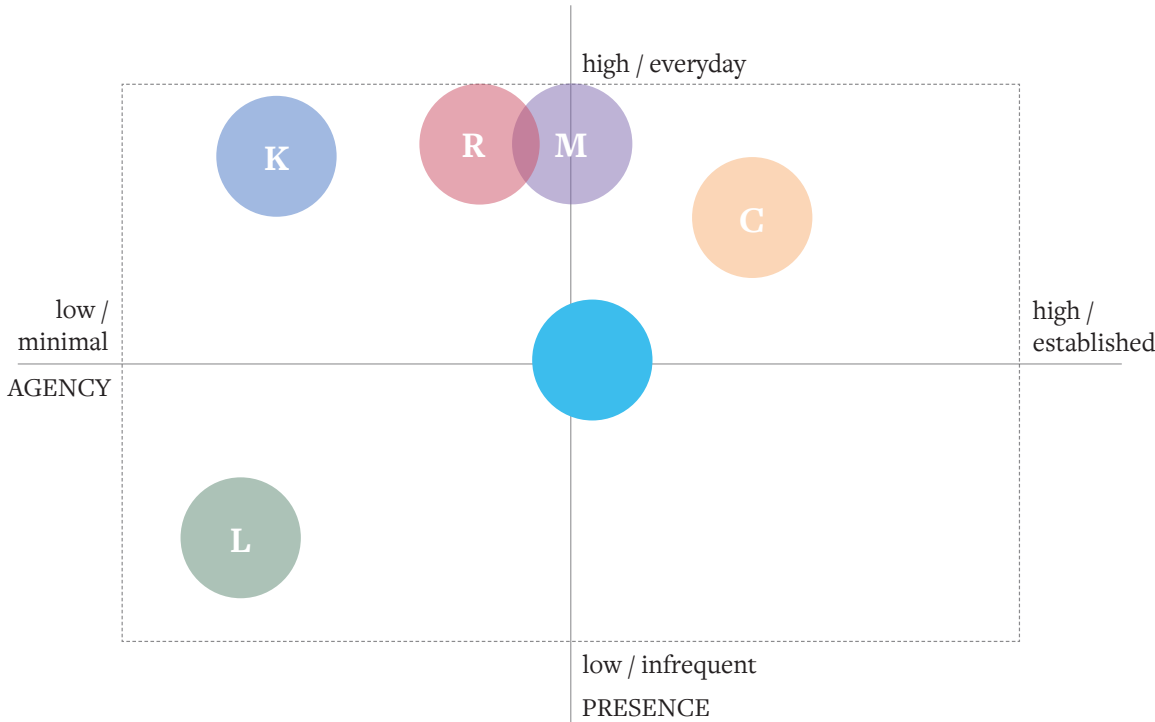 high / everyday
K
R
M
C
low /
minimal
high /
established
AGENCY
L
low / infrequent
PRESENCE